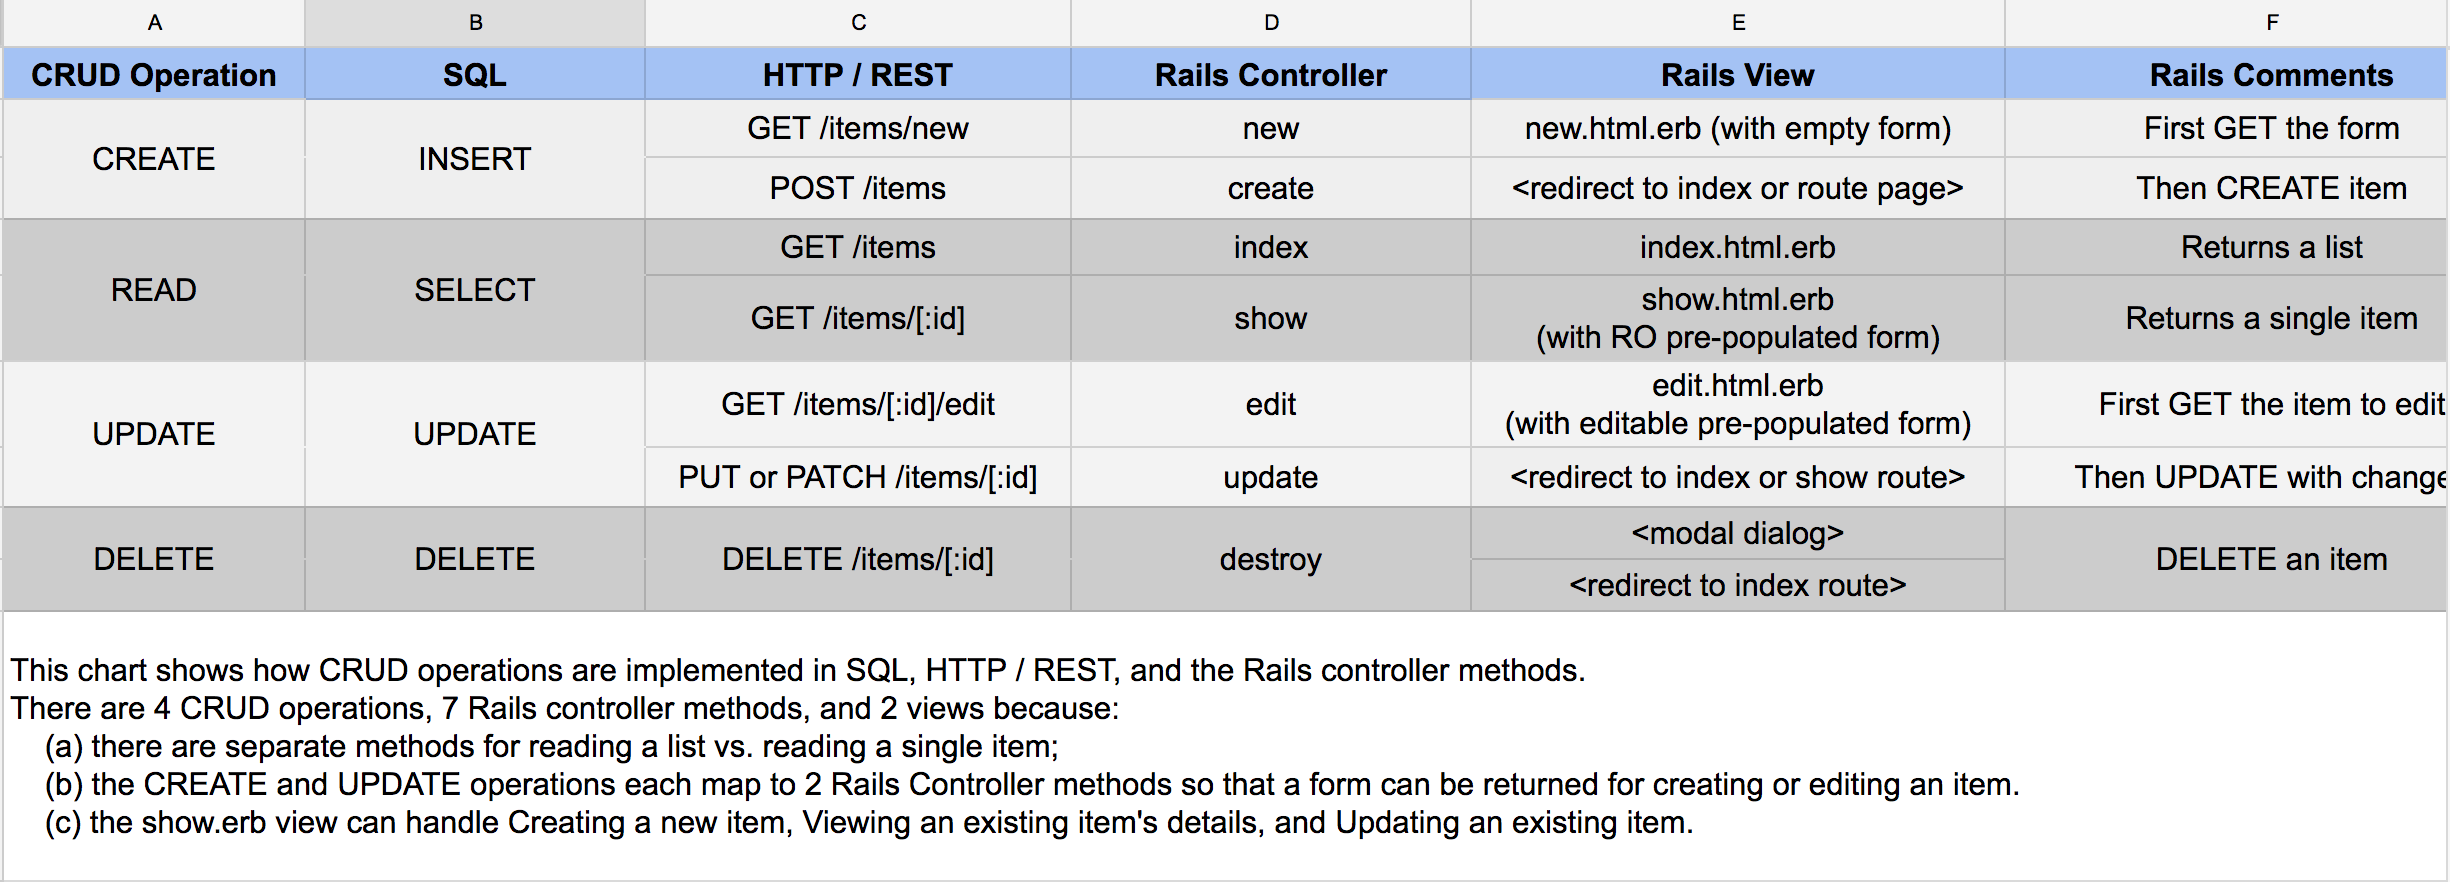 A B C D E F
CRUD Operation SQL HTTP / REST Rails Controller Rails View Rails Comments
CREATE INSERT GET /items/new new new.html.erb (with empty form) First GET the form
POST /items create <redirect to index or route page> Then CREATE item
READ SELECT GET /items index index.html.erb Returns a list
GET /items/[:id] show show.html.erb
(with RO pre-populated form) Returns a single item
UPDATE UPDATE GET /items/[:id]/edit edit edit.html.erb
(with editable pre-populated form) First GET the item to edit
PUT or PATCH /items/[:id] update <redirect to index or show route> Then UPDATE with change
DELETE DELETE DELETE /items/[:id] destroy <modal dialog> DELETE an item
<redirect to index route>
This chart shows how CRUD operations are implemented in SQL, HTTP / REST, and the Rails controller methods.
There are 4 CRUD operations, 7 Rails controller methods, and 2 views because:
(a) there are separate methods for reading a list vs. reading a single item;
(b) the CREATE and UPDATE operations each map to 2 Rails Controller methods so that a form can be returned for creating or editing an item.
(c) the show.erb view can handle Creating a new item, Viewing an existing item's details, and Updating an existing item.